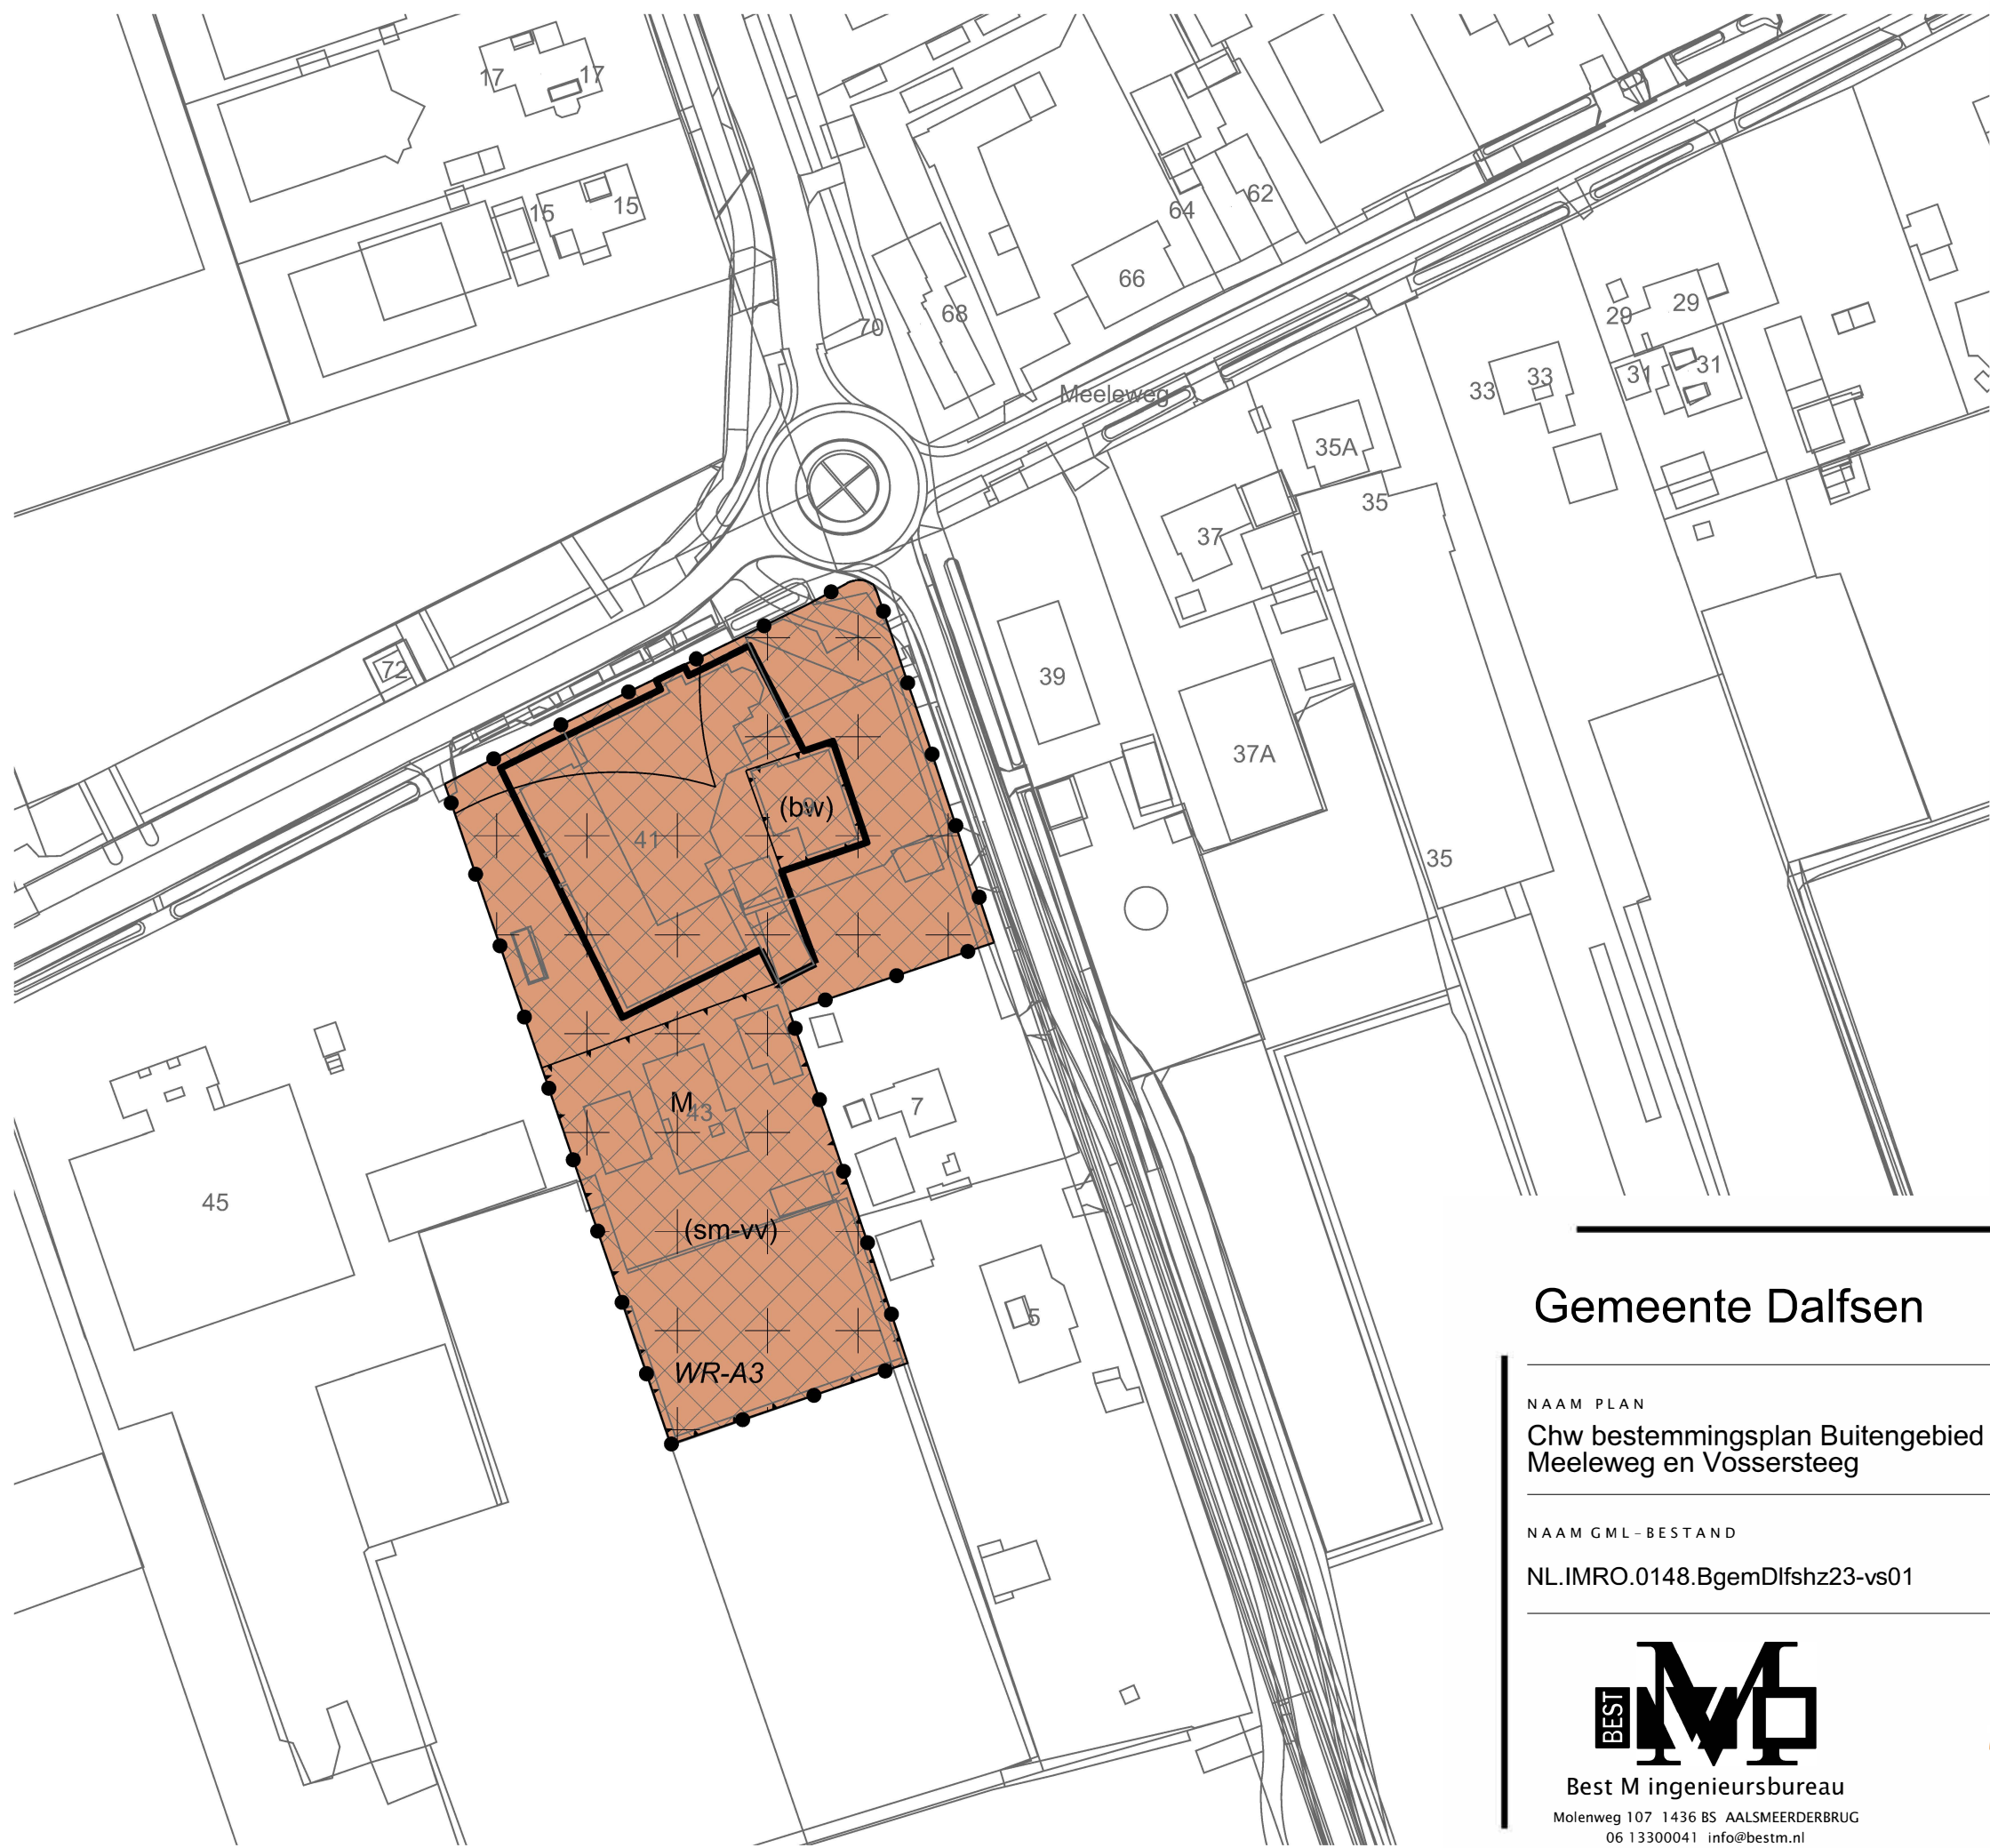 17
17
15
15
62
64
66
68
70
29
29
31
31
33
33
Meeleweg
35A
35
37
72
39
37A
(bw)
9
41
35
M
43
7
45
(sm-vv)
5
WR-A3
Gemeente Dalfsen
NAAM PLAN
Chw bestemmingsplan Buitengebied
Meeleweg en Vossersteeg
NAAM GML-BESTAND
NL.IMRO.0148.BgemDlfshz23-vs01
BEST
M
Best M ingenieursbureau
Molenweg 107 1436 BS AALSMEERDERBRUG
06 13300041 info@bestm.nl